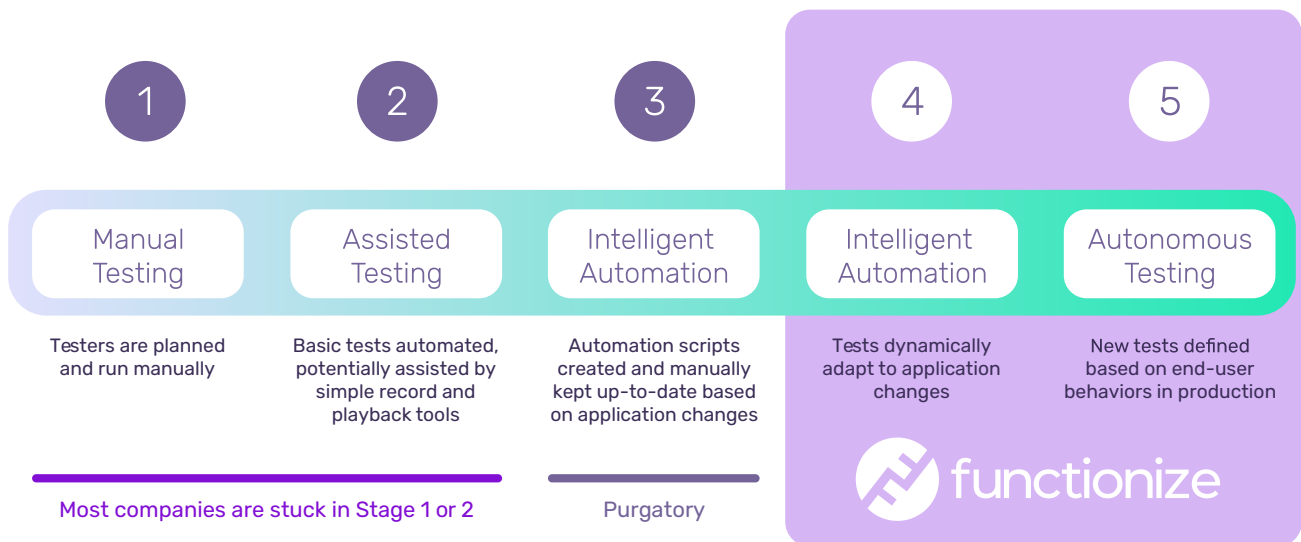 1
2
3
4
5
Manual
Testing
Assisted
Testing
Intelligent
Automation
Intelligent
Automation
Autonomous
Testing
Testers are planned
and run manually
Basic tests automated,
potentially assisted by
simple record and
playback tools
Automation scripts
created and manually
kept up-to-date based
on application changes
Tests dynamically
adapt to application
changes
New tests defined
based on end-user
behaviors in production
Most companies are stuck in Stage 1 or 2
Purgatory
functionize